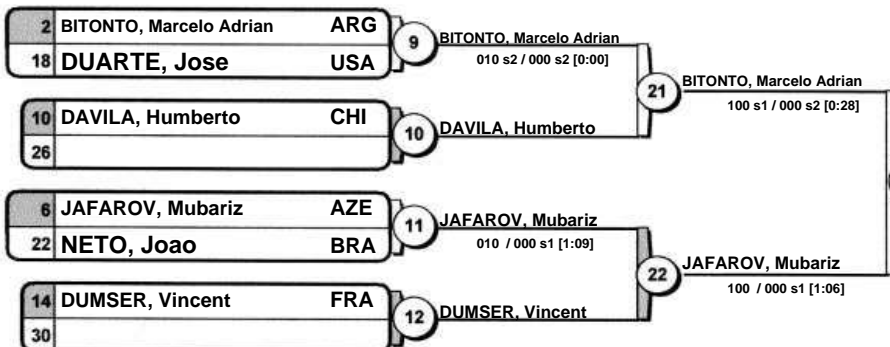 2 BITONTO, Marcelo Adrian ARG
18 DUARTE, Jose USA
9
BITONTO, Marcelo Adrian
010 s2 / 000 s2 [0:00]
10 DAVILA, Humberto CHI
26
10
DAVILA, Humberto
21
BITONTO, Marcelo Adrian
100 s1 / 000 s2 [0:28]
6 JAFAROV, Mubariz AZE
22 NETO, Joao BRA
11
JAFAROV, Mubariz
010 / 000 s1 [1:09]
14 DUMSER, Vincent FRA
30
12
DUMSER, Vincent
22
JAFAROV, Mubariz
100 / 000 s1 [1:06]